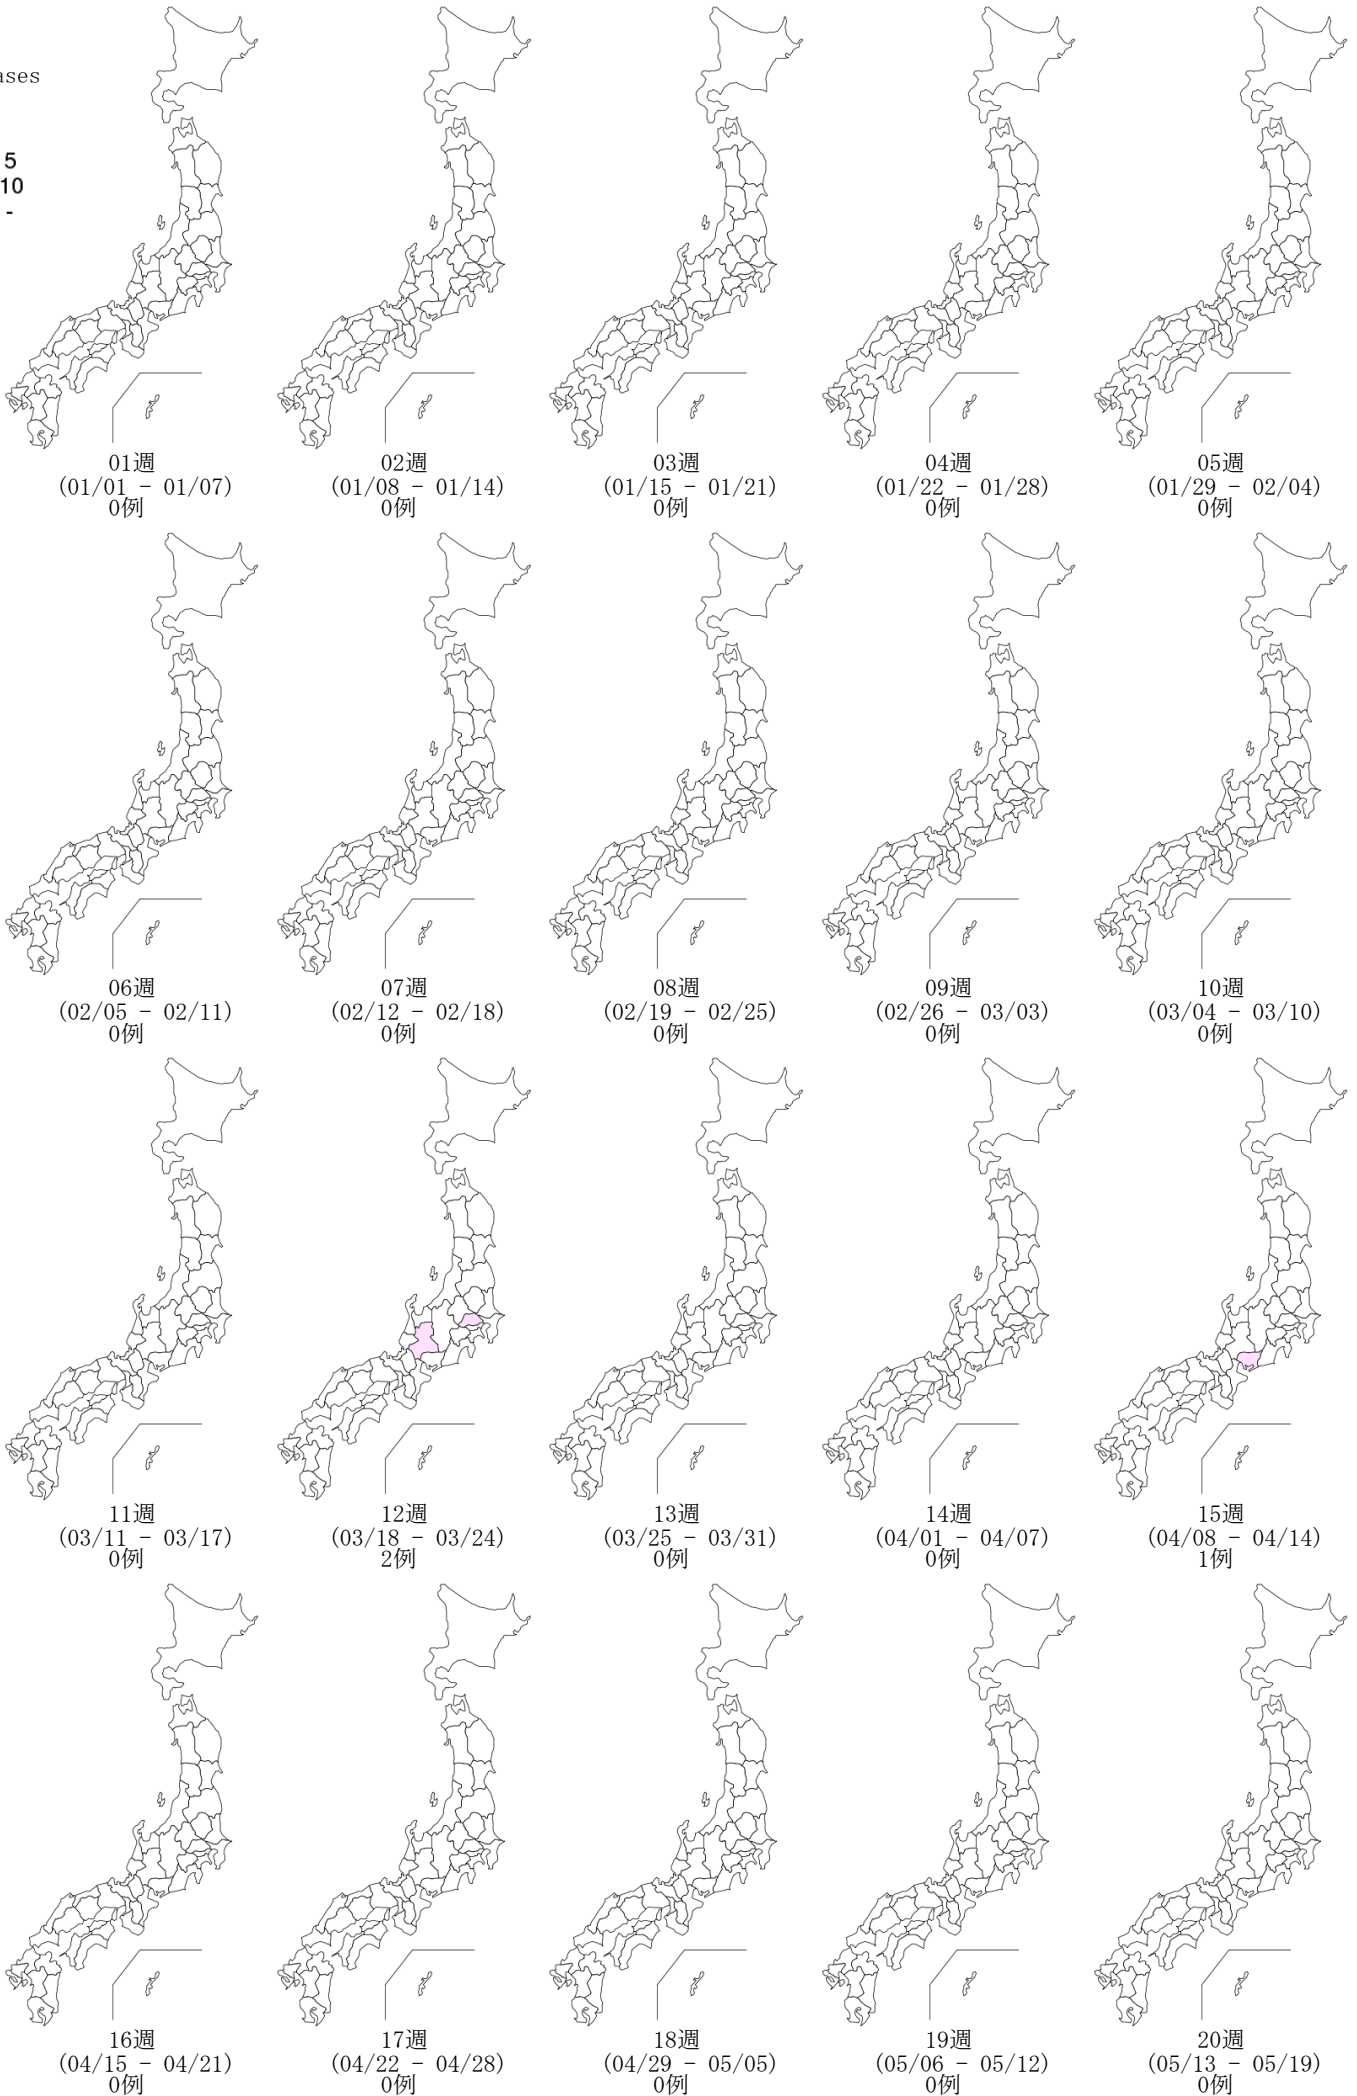 5
10
-
01週
(01/01 - 01/07)
0例
02週
(01/08 - 01/14)
0例
03週
(01/15 - 01/21)
0例
04週
(01/22 - 01/28)
0例
05週
(01/29 - 02/04)
0例
06週
(02/05 - 02/11)
0例
07週
(02/12 - 02/18)
0例
08週
(02/19 - 02/25)
0例
09週
(02/26 - 03/03)
0例
10週
(03/04 - 03/10)
0例
11週
(03/11 - 03/17)
0例
12週
(03/18 - 03/24)
2例
13週
(03/25 - 03/31)
0例
14週
(04/01 - 04/07)
0例
15週
(04/08 - 04/14)
1例
16週
(04/15 - 04/21)
0例
17週
(04/22 - 04/28)
0例
18週
(04/29 - 05/05)
0例
19週
(05/06 - 05/12)
0例
20週
(05/13 - 05/19)
0例